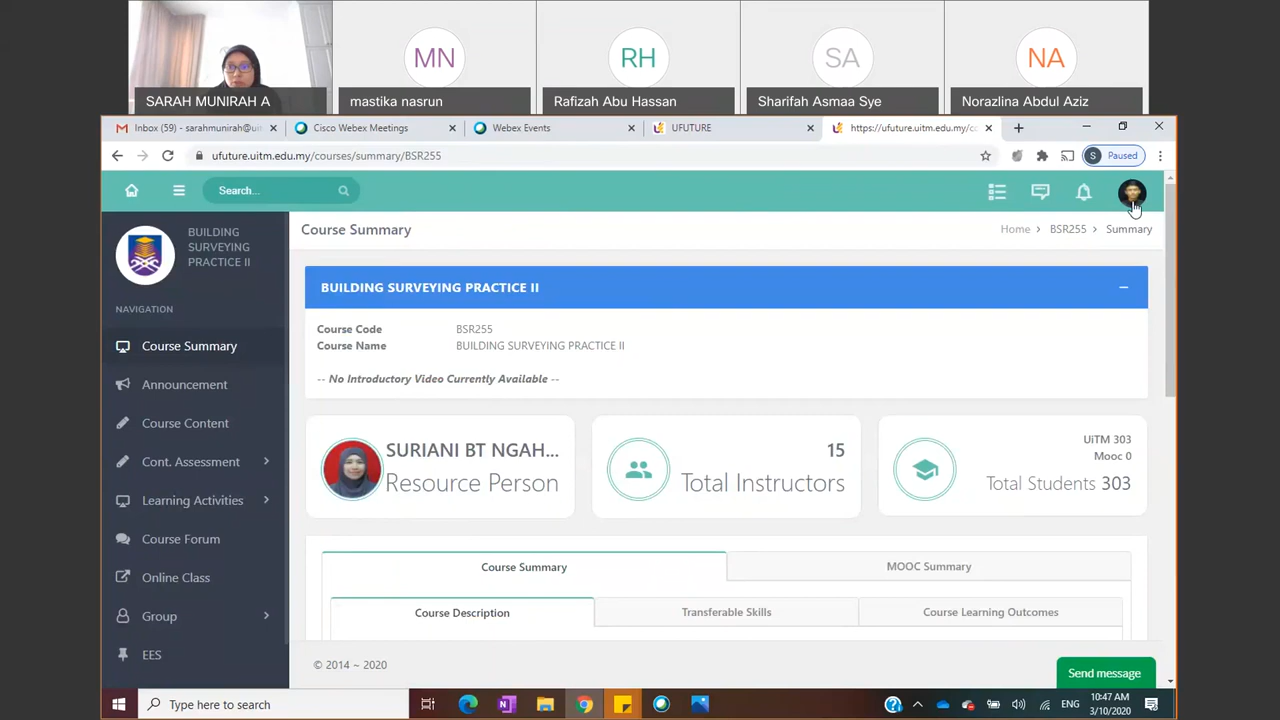 MN
RH
SA
NA
SARAH MUNIRAH A
mastika nasrun
Rafizah Abu Hassan
Sharifah Asmaa Sye
Norazlina Abdul Aziz
Inbox (59) - sarahmunirah@ui
Cisco Webex Meetings
Webex Events
UFUTURE
https://ufuture.uitm.edu.my/co
ufuture.uitm.edu.my/courses/summary/BSR255
S
Paused
Search...
BUILDING
SURVEYING
PRACTICE II
NAVIGATION
Course Summary
Announcement
Course Content
Cont. Assessment
Learning Activities
Course Forum
Online Class
Group
EES
Course Summary
Home > BSR255 > Summary
BUILDING SURVEYING PRACTICE II
Course Code BSR255
Course Name BUILDING SURVEYING PRACTICE II
-- No Introductory Video Currently Available --
SURIANI BT NGAH...
Resource Person
15
Total Instructors
UiTM 303
Mooc 0
Total Students 303
Course Summary
MOOC Summary
Course Description
Transferable Skills
Course Learning Outcomes
© 2014 ~ 2020
Send message
Type here to search
ENG
10:47 AM
3/10/2020